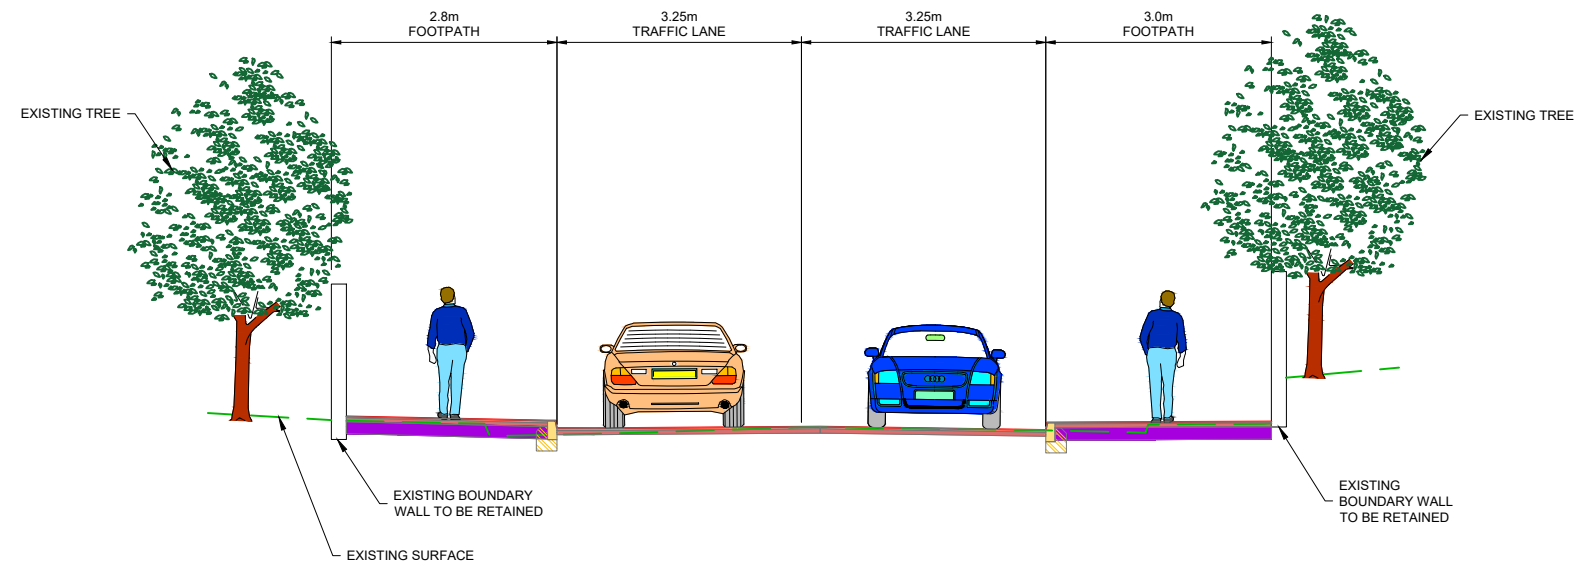 2.8m
FOOTPATH
3.25m
TRAFFIC LANE
3.25m
TRAFFIC LANE
3.0m
FOOTPATH
EXISTING TREE
EXISTING TREE
EXISTING BOUNDARY
WALL TO BE RETAINED
EXISTING
BOUNDARY WALL
TO BE RETAINED
EXISTING SURFACE